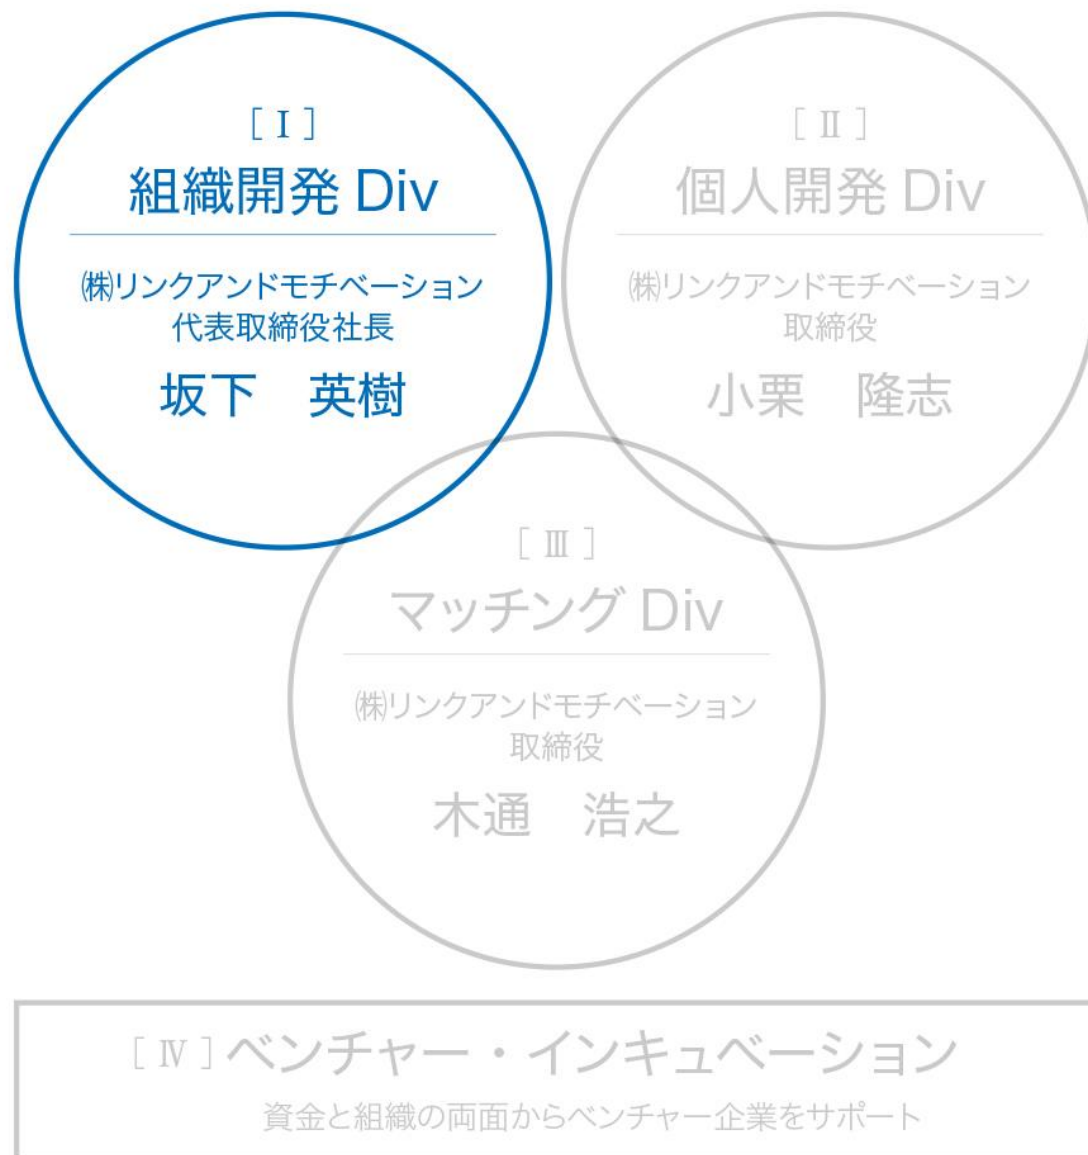 [ Ⅰ ]
組織開発 Div
㈱リンクアンドモチベーション
代表取締役社長
坂下　英樹
[ Ⅱ ]
個人開発 Div
㈱リンクアンドモチベーション
取締役
小栗　隆志
[ Ⅲ ]
マッチング Div
㈱リンクアンドモチベーション
取締役
木通　浩之
[ Ⅳ ] ベンチャー・インキュベーション
資金と組織の両面からベンチャー企業をサポート